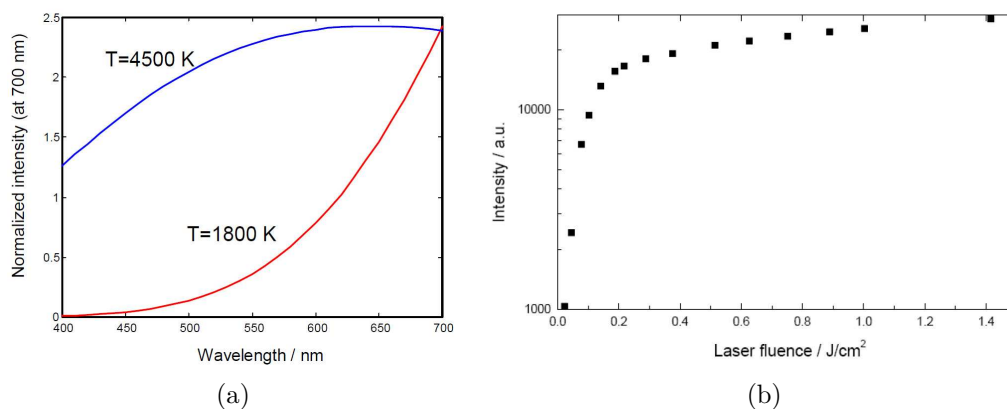 2.5
2
1.5
1
0.5
0
400
450
500
550
600
650
700
Normalized intensity (at 700 nm)
Wavelength / nm
T=4500 K
T=1800 K
(a)
10000
1000
0.0
0.2
0.4
0.6
0.8
1.0
1.2
1.4
Intensity / a.u.
Laser fluence / J/cm²
(b)